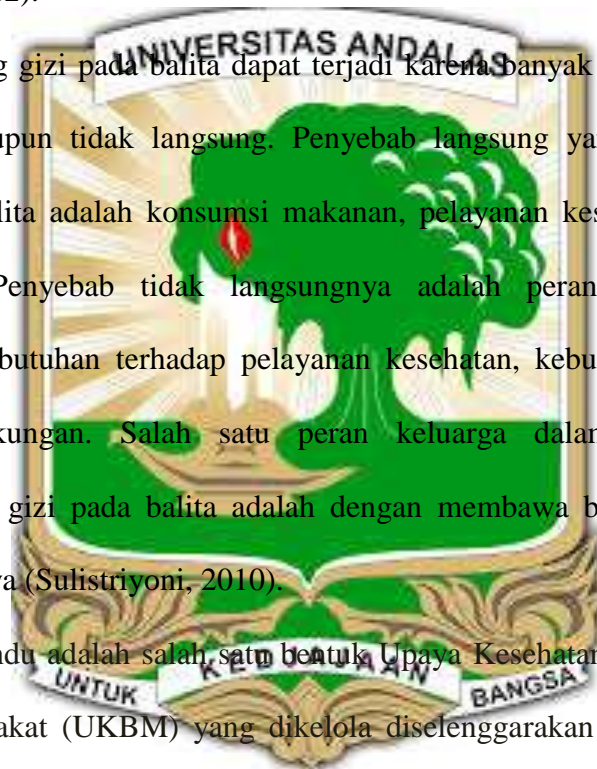 UNIVERSITAS ANDALAS
g gizi pada balita dapat terjadi karena banyak
upun tidak langsung. Penyebab langsung ya
lita adalah konsumsi makanan, pelayanan kes
Penyebab tidak langsungnya adalah peran
butuhan terhadap pelayanan kesehatan, kebu
kungan. Salah satu peran keluarga dalam
gizi pada balita adalah dengan membawa b
ya (Sulistriyoni, 2010).
ndu adalah salah satu bentuk Upaya Kesehatan
UNTUK KEDJAJAAN BANGSA
akat (UKBM) yang dikelola diselenggarakan